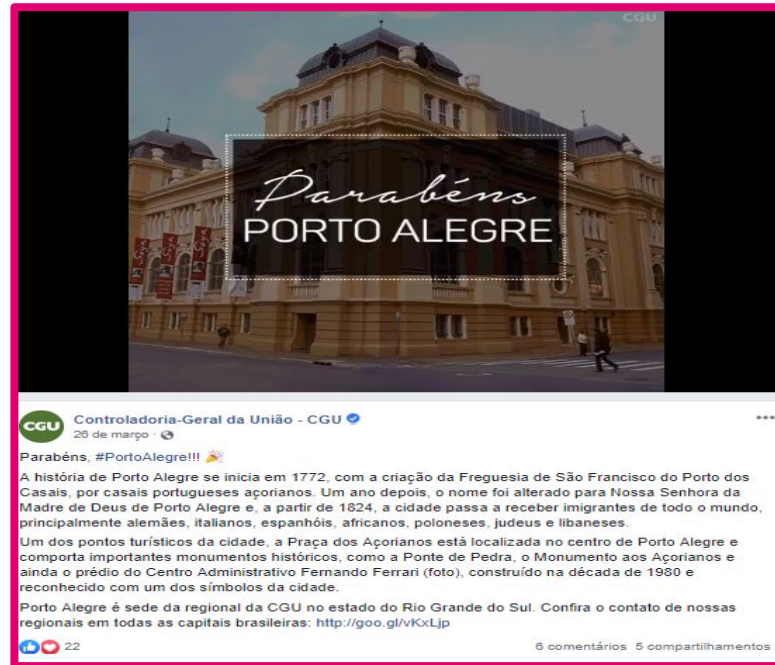 CGU
Parabéns
PORTO ALEGRE
CGU
Controladoria-Geral da União - CGU
26 de março ·
Parabéns, #PortoAlegre!!!
A história de Porto Alegre se inicia em 1772, com a criação da Freguesia de São Francisco do Porto dos
Casais, por casais portugueses açorianos. Um ano depois, o nome foi alterado para Nossa Senhora da
Madre de Deus de Porto Alegre e, a partir de 1824, a cidade passa a receber imigrantes de todo o mundo,
principalmente alemães, italianos, espanhóis, africanos, poloneses, judeus e libaneses.
Um dos pontos turísticos da cidade, a Praça dos Açorianos está localizada no centro de Porto Alegre e
comporta importantes monumentos históricos, como a Ponte de Pedra, o Monumento aos Açorianos e
ainda o prédio do Centro Administrativo Fernando Ferrari (foto), construído na década de 1980 e
reconhecido com um dos símbolos da cidade.
Porto Alegre é sede da regional da CGU no estado do Rio Grande do Sul. Confira o contato de nossas
regionais em todas as capitais brasileiras: http://goo.gl/vKxLjp
22
6 comentários 5 compartilhamentos